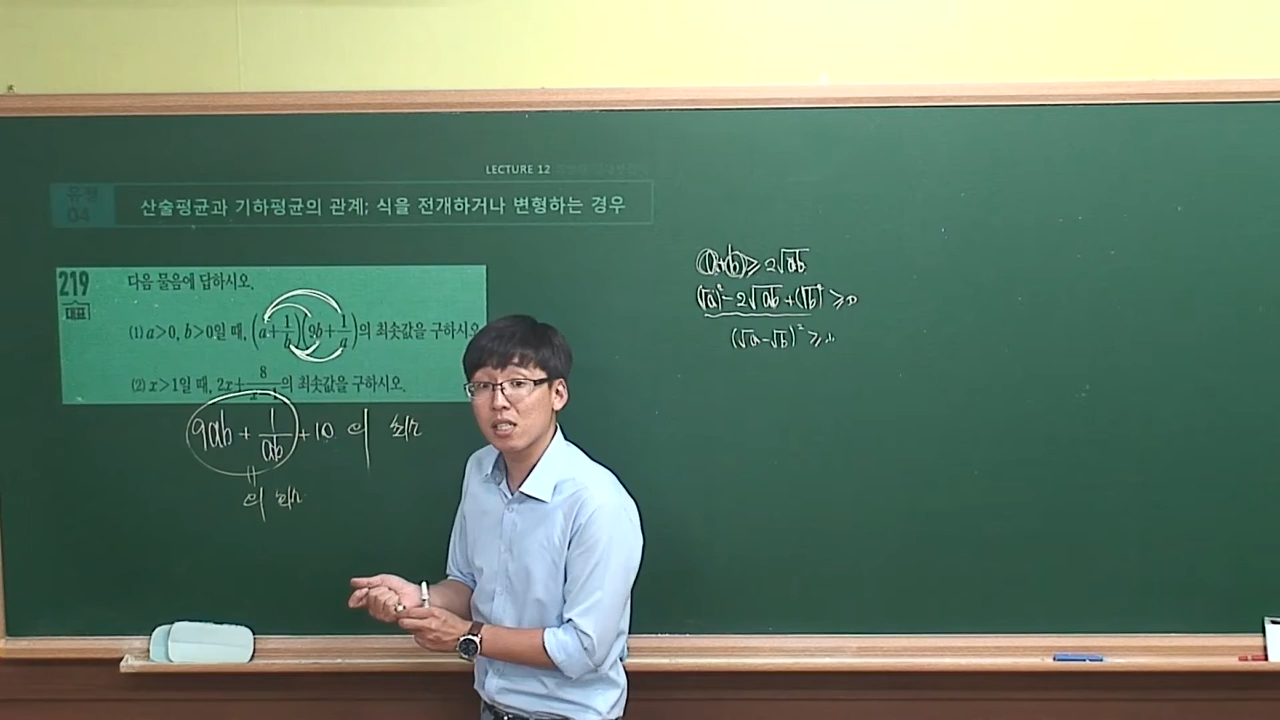 LECTURE 12
유형 04
산술평균과 기하평균의 관계; 식을 전개하거나 변형하는 경우
219 대표
다음 물음에 답하시오.
(1) a>0, b>0일 때, (a+1/b)(9b+1/a)의 최솟값을 구하시오
(2) x>1일 때, 2x+8/x-1의 최솟값을 구하시오.
9ab + 1/ab + 10 의 최소
의 최소
a+b ≥ 2√ab
(√a)² - 2√ab + (√b)² ≥ 0
(√a-√b)² ≥